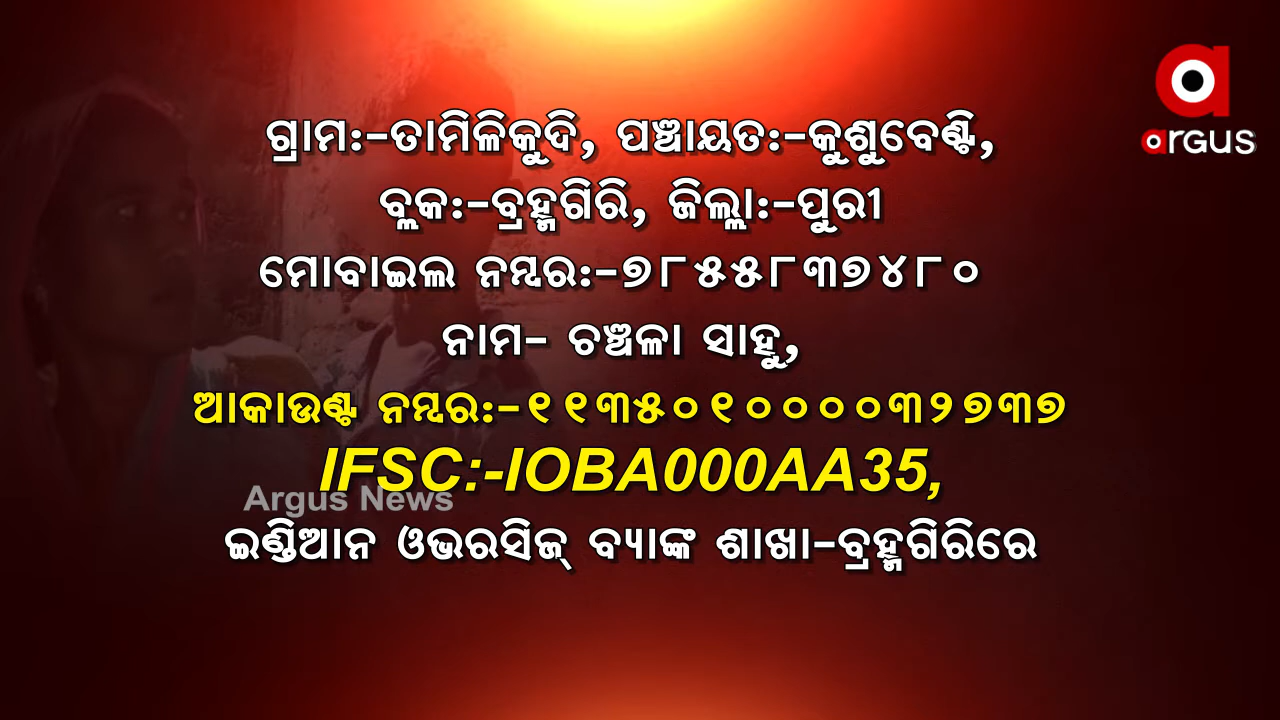 ଗ୍ରାମ:-ତାମିଳିକୁଦି, ପଞ୍ଚାୟତ:-କୁଶୁବେଣ୍ଟି,
ବ୍ଲକ:-ବ୍ରହ୍ମଗିରି, ଜିଲ୍ଲା:-ପୁରୀ
ମୋବାଇଲ ନମ୍ବର:-୭୮୫୫୮୩୭୪୮୦
ନାମ- ଚଞ୍ଚଳା ସାହୁ,
ଆକାଉଣ୍ଟ ନମ୍ବର:-୧୧୩୫୦୧୦୦୦୦୩୨୭୩୭
IFSC:-IOBA000AA35,
ଇଣ୍ଡିଆନ ଓଭରସିଜ୍ ବ୍ୟାଙ୍କ ଶାଖା-ବ୍ରହ୍ମଗିରିରେ
Argus News
argus